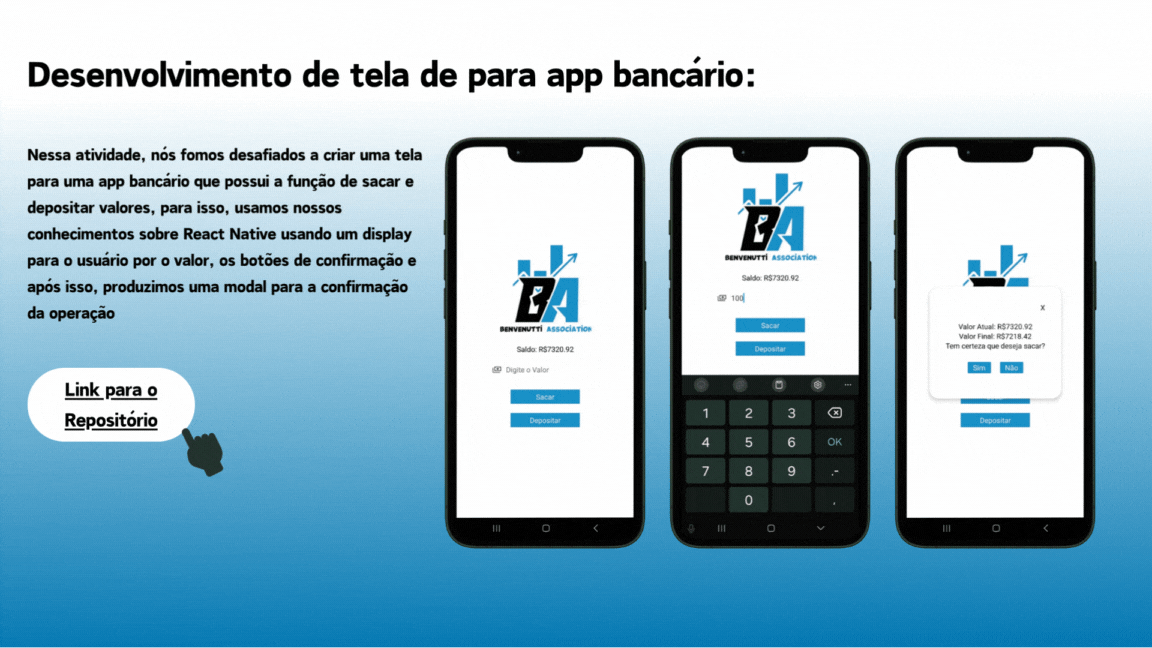 Desenvolvimento de tela de para app bancário:
Nessa atividade, nós fomos desafiados a criar uma tela
para uma app bancário que possui a função de sacar e
depositar valores, para isso, usamos nossos
conhecimentos sobre React Native usando um display
para o usuário por o valor, os botões de confirmação e
após isso, produzimos uma modal para a confirmação
da operação
Link para o
Repositório
BA
BENVENUTTI ASSOCIATION
Saldo: R$7320.92
Digite o Valor
Sacar
Depositar
BA
BENVENUTTI ASSOCIATION
Saldo: R$7320.92
100
Sacar
Depositar
1 2 3
4 5 6 OK
7 8 9 .-
0 ,
X
Valor Atual: R$7320.92
Valor Final: R$7218.42
Tem certeza que deseja sacar?
Sim Não
Depositar